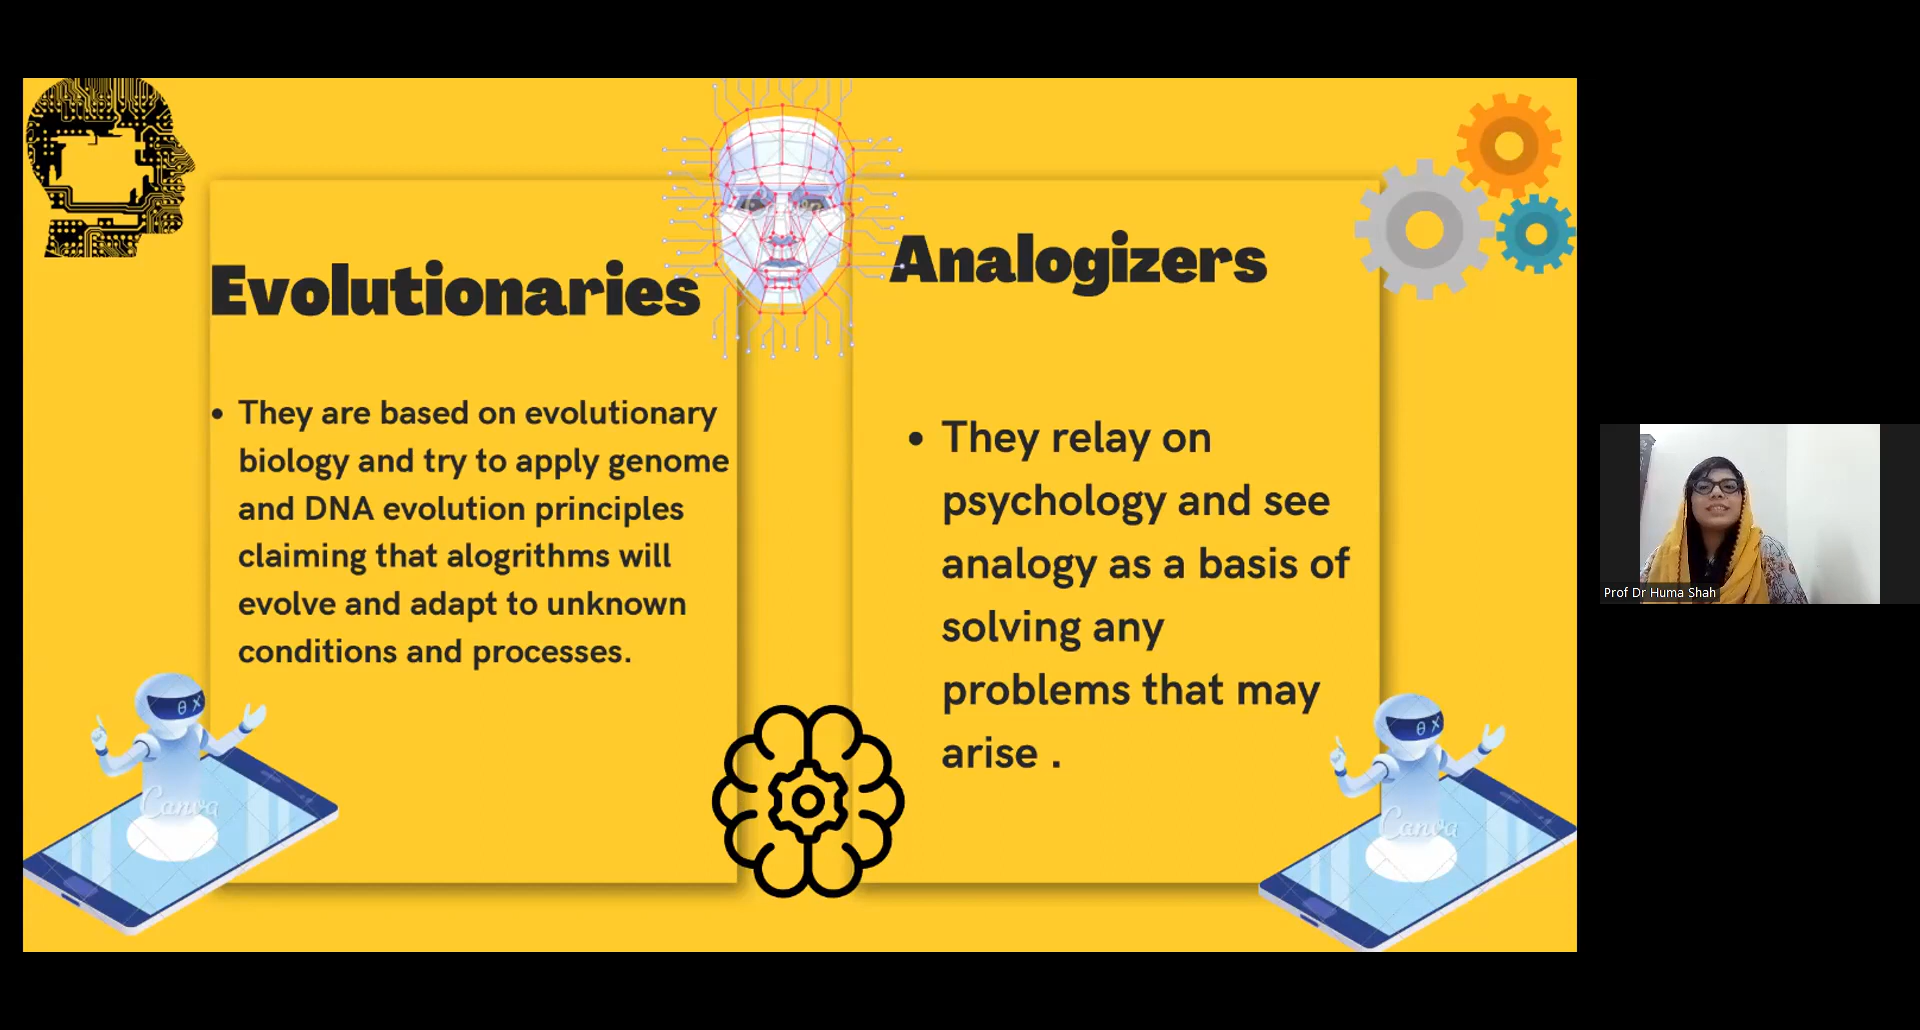 Evolutionaries
They are based on evolutionary
biology and try to apply genome
and DNA evolution principles
claiming that alogrithms will
evolve and adapt to unknown
conditions and processes.
Analogizers
They relay on
psychology and see
analogy as a basis of
solving any
problems that may
arise .
Canva
Canva
Prof Dr Huma Shah